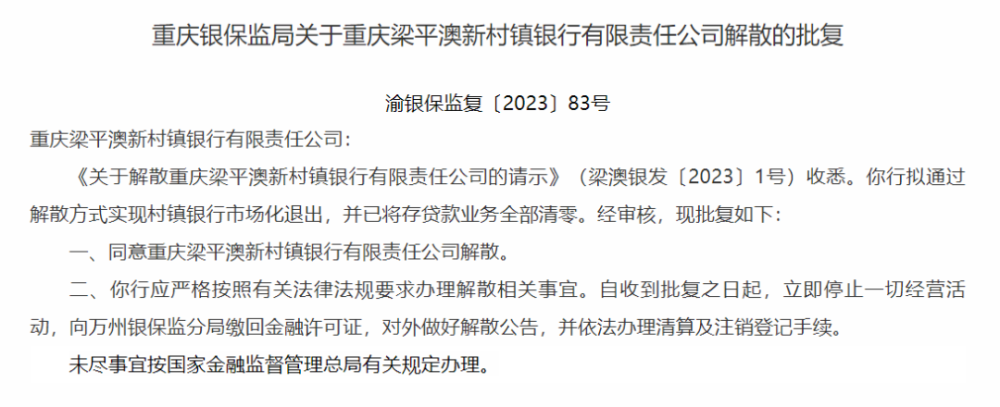 重庆银保监局关于重庆梁平澳新村镇银行有限责任公司解散的批复
渝银保监复〔2023〕83号
重庆梁平澳新村镇银行有限责任公司：
《关于解散重庆梁平澳新村镇银行有限责任公司的请示》（梁澳银发〔2023〕1号）收悉。你行拟通过
解散方式实现村镇银行市场化退出，并已将存贷款业务全部清零。经审核，现批复如下：
一、同意重庆梁平澳新村镇银行有限责任公司解散。
二、你行应严格按照有关法律法规要求办理解散相关事宜。自收到批复之日起，立即停止一切经营活
动，向万州银保监分局缴回金融许可证，对外做好解散公告，并依法办理清算及注销登记手续。
未尽事宜按国家金融监督管理总局有关规定办理。